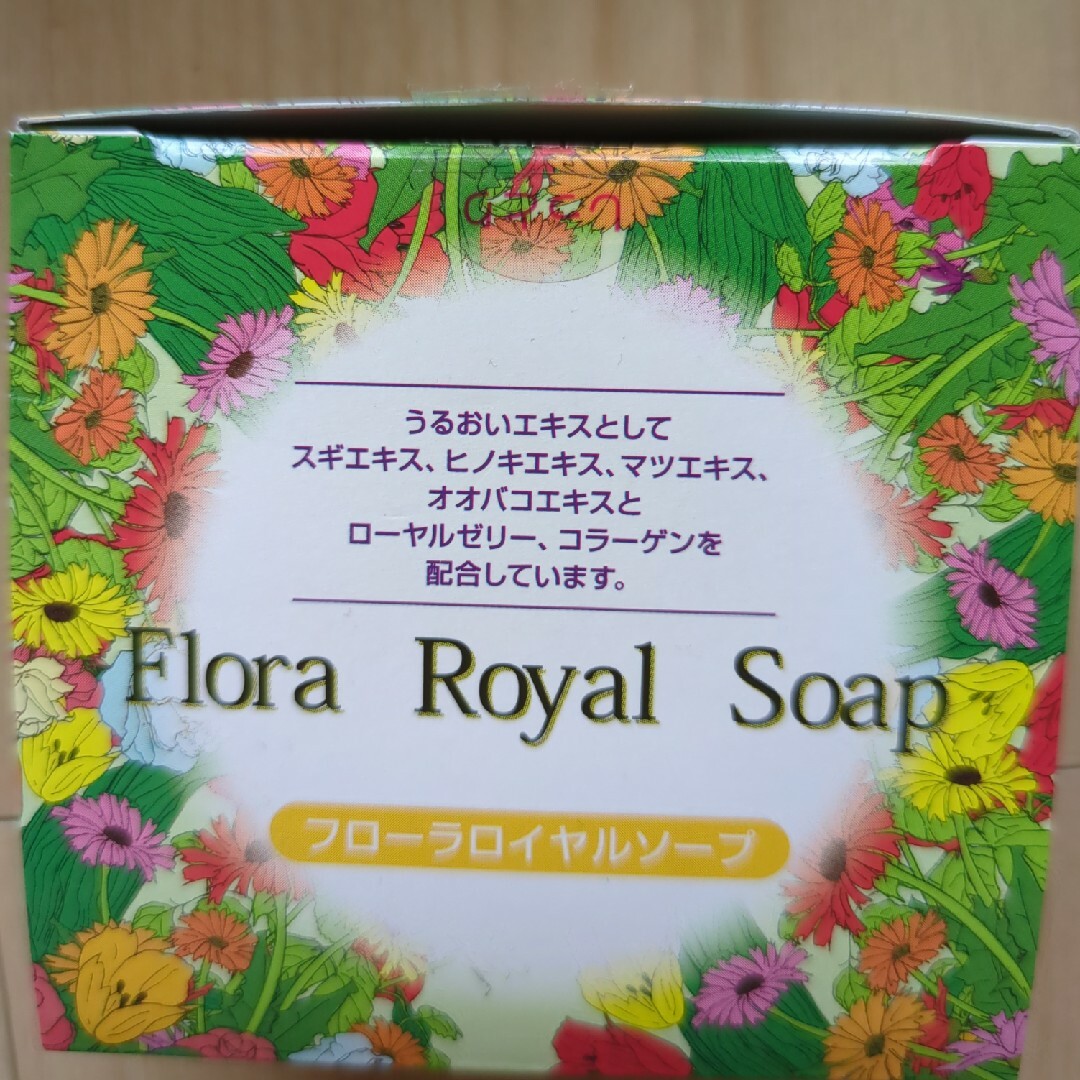 うるおいエキスとして
スギエキス、ヒノキエキス、マツエキス、
オオバコエキスと
ローヤルゼリー、コラーゲンを
配合しています。
Flora Royal Soap
フローラロイヤルソープ